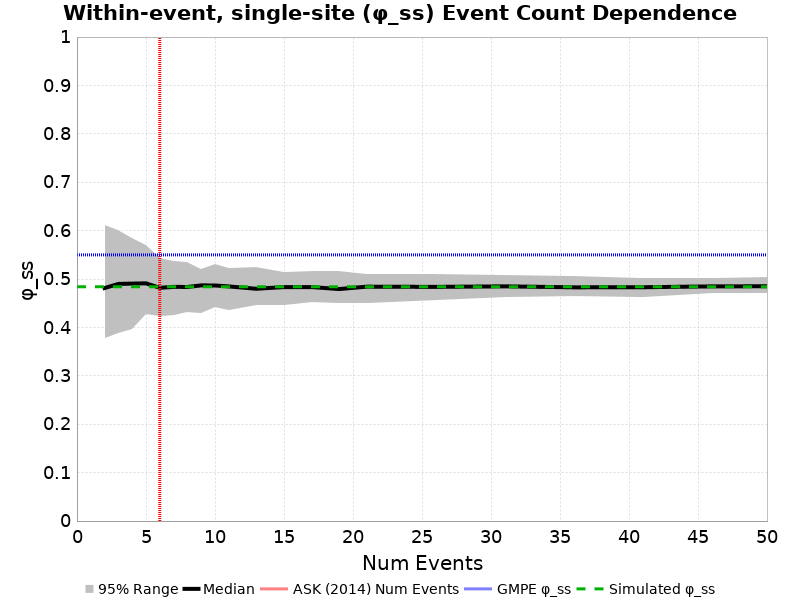 Within-event, single-site (φ_ss) Event Count Dependence
1
0.9
0.8
0.7
0.6
0.5
0.4
0.3
0.2
0.1
0
φ_ss
0 5 10 15 20 25 30 35 40 45 50
Num Events
95% Range Median ASK (2014) Num Events GMPE φ_ss Simulated φ_ss